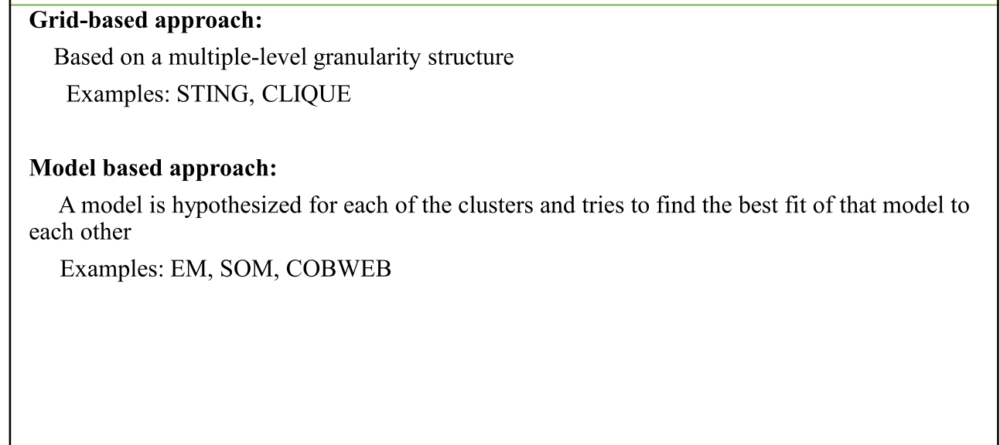 Grid-based approach:
Based on a multiple-level granularity structure
Examples: STING, CLIQUE
Model based approach:
A model is hypothesized for each of the clusters and tries to find the best fit of that model to
each other
Examples: EM, SOM, COBWEB